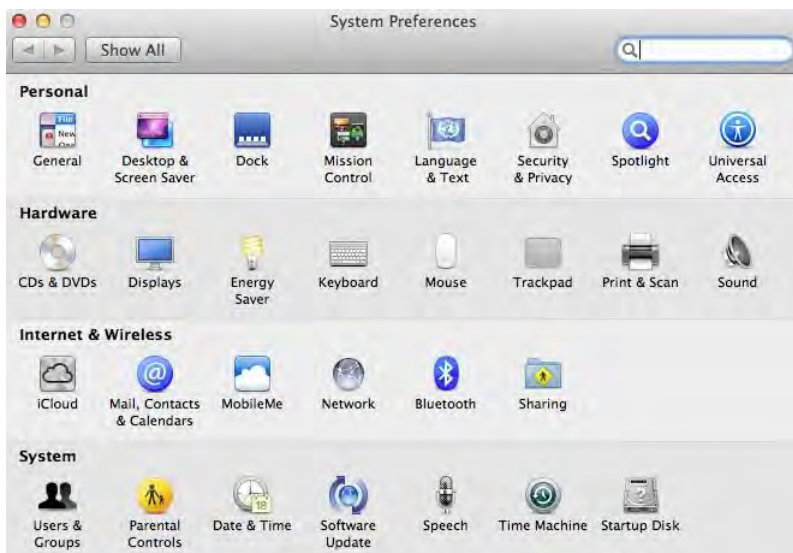 System Preferences
Show All
Personal
General
Desktop &
Screen Saver
Dock
Mission
Control
Language
& Text
Security
& Privacy
Spotlight
Universal
Access
Hardware
CDs & DVDs
Displays
Energy
Saver
Keyboard
Mouse
Trackpad
Print & Scan
Sound
Internet & Wireless
iCloud
Mail, Contacts
& Calendars
MobileMe
Network
Bluetooth
Sharing
System
Users &
Groups
Parental
Controls
Date & Time
18
Software
Update
Speech
Time Machine
Startup Disk